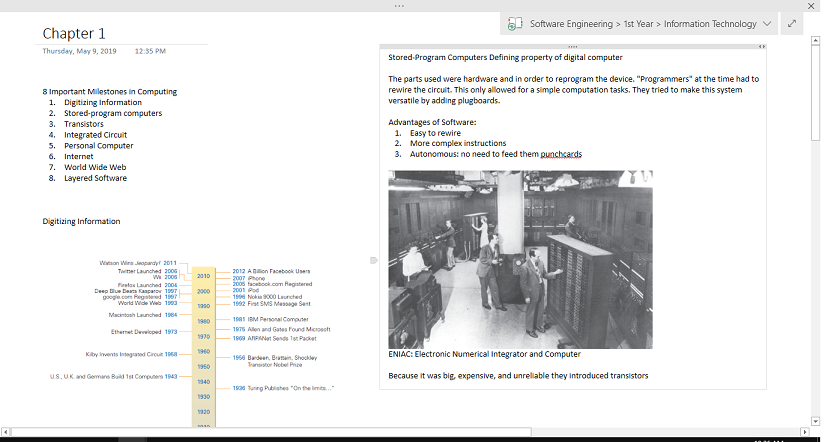 Software Engineering > 1st Year > Information Technology
Chapter 1
Thursday, May 9, 2019 12:35 PM
8 Important Milestones in Computing
1. Digitizing Information
2. Stored-program computers
3. Transistors
4. Integrated Circuit
5. Personal Computer
6. Internet
7. World Wide Web
8. Layered Software
Digitizing Information
Watson Wins Jeopardy! 2011
Twitter Launched 2006
Wii 2006
Firefox Launched 2004
Deep Blue Beats Kasparov 1997
google.com Registered 1997
World Wide Web 1993
Macintosh Launched 1984
Ethernet Developed 1973
Kilby Invents Integrated Circuit 1958
U.S., U.K. and Germans Build 1st Computers 1943
2010
2000
1990
1980
1970
1960
1950
1940
1930
1920
2012 A Billion Facebook Users
2007 iPhone
2005 facebook.com Registered
2001 iPod
1996 Nokia 9000 Launched
1992 First SMS Message Sent
1981 IBM Personal Computer
1975 Allen and Gates Found Microsoft
1969 ARPANet Sends 1st Packet
1956 Bardeen, Brattain, Shockley
Transistor Nobel Prize
1936 Turing Publishes "On the limits..."
Stored-Program Computers Defining property of digital computer
The parts used were hardware and in order to reprogram the device. "Programmers" at the time had to
rewire the circuit. This only allowed for a simple computation tasks. They tried to make this system
versatile by adding plugboards.
Advantages of Software:
1. Easy to rewire
2. More complex instructions
3. Autonomous: no need to feed them punchcards
ENIAC: Electronic Numerical Integrator and Computer
Because it was big, expensive, and unreliable they introduced transistors